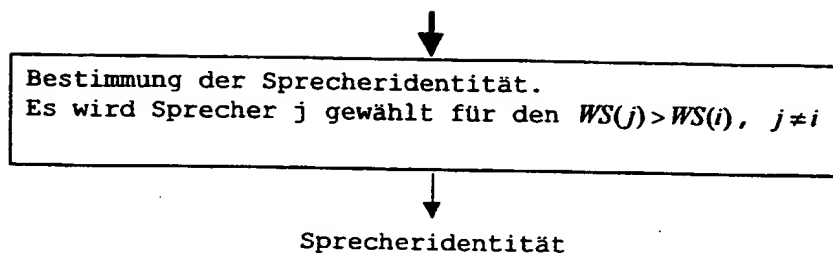 Bestimmung der Sprecheridentität.
Es wird Sprecher j gewählt für den WS(j)>WS(i), j≠i
Sprecheridentität